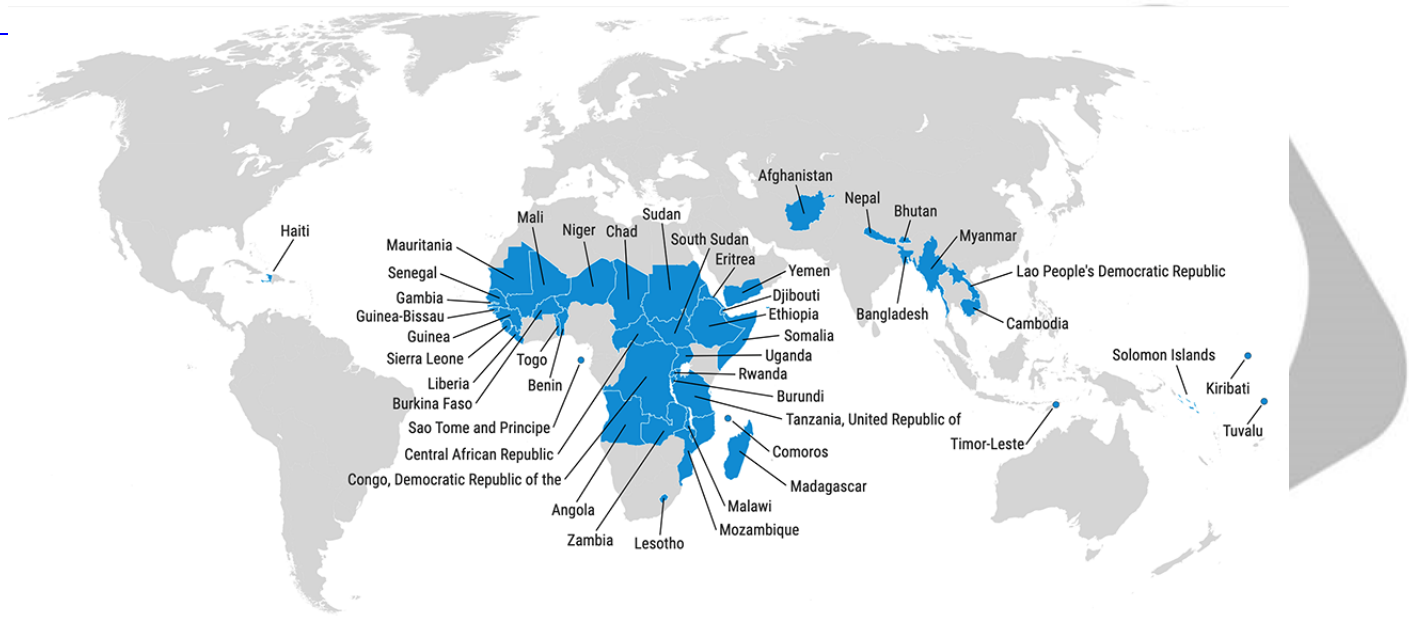 Afghanistan
Nepal
Bhutan
Sudan
Mali
Niger
Chad
Haiti
South Sudan
Myanmar
Mauritania
Eritrea
Senegal
Yemen
Lao People's Democratic Republic
Gambia
Djibouti
Guinea-Bissau
Ethiopia
Bangladesh
Cambodia
Guinea
Somalia
Sierra Leone
Togo
Uganda
Solomon Islands
Rwanda
Liberia
Benin
Kiribati
Burundi
Burkina Faso
Tanzania, United Republic of
Sao Tome and Principe
Tuvalu
Timor-Leste
Central African Republic
Comoros
Congo, Democratic Republic of the
Madagascar
Angola
Malawi
Mozambique
Zambia
Lesotho